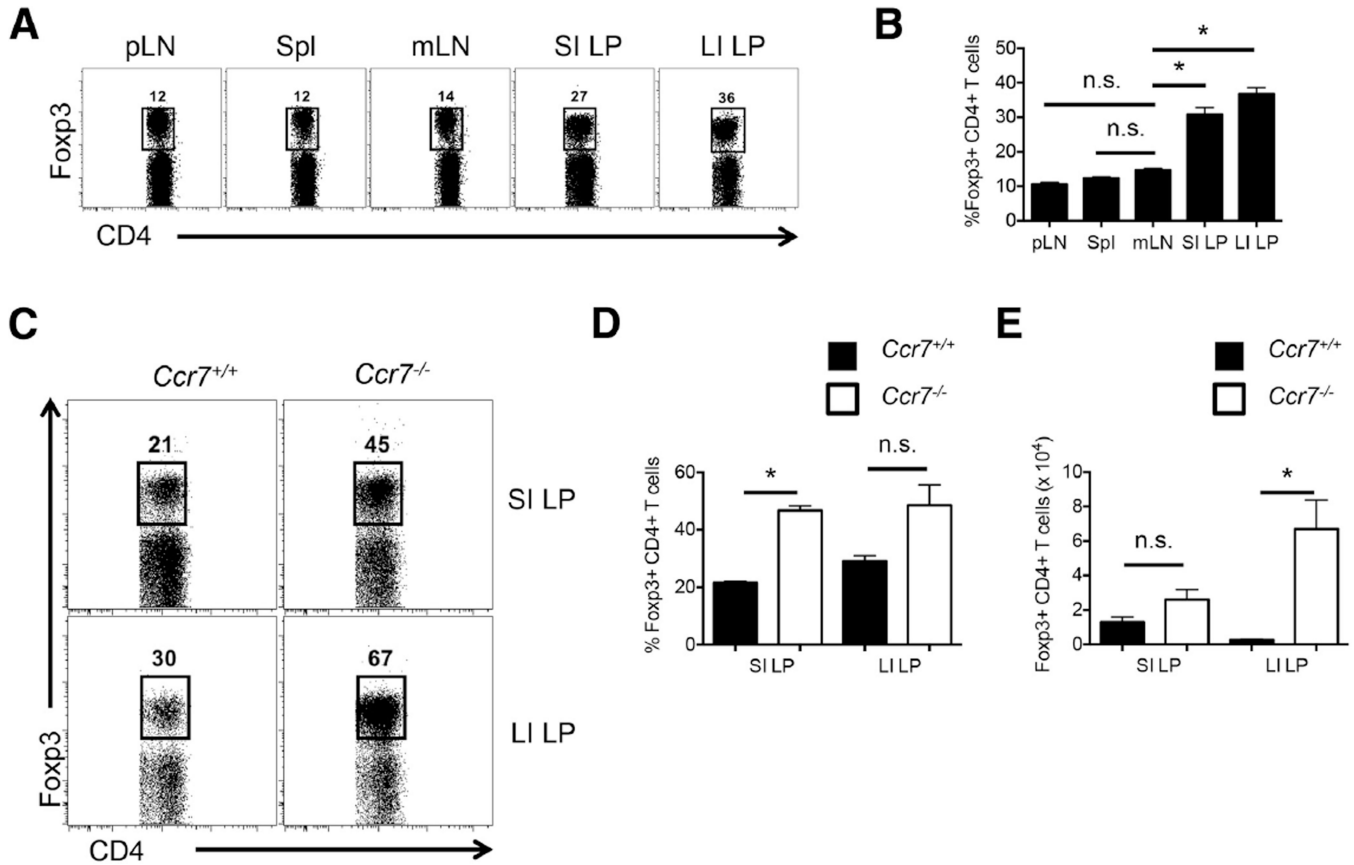 A
pLN Spl mLN SI LP LI LP
12 12 14 27 36
Foxp3
CD4
B
%Foxp3+ CD4+ T cells
50
40
30
20
10
0
n.s.
n.s.
*
*
pLN Spl mLN SI LP LI LP
C
Ccr7+/+ Ccr7-/-
21 45
SI LP
30 67
LI LP
Foxp3
CD4
D
Ccr7+/+
Ccr7-/-
% Foxp3+ CD4+ T cells
60
40
20
0
* n.s.
SI LP LI LP
E
Ccr7+/+
Ccr7-/-
Foxp3+ CD4+ T cells (x 10⁴)
10
8
6
4
2
0
n.s. *
SI LP LI LP